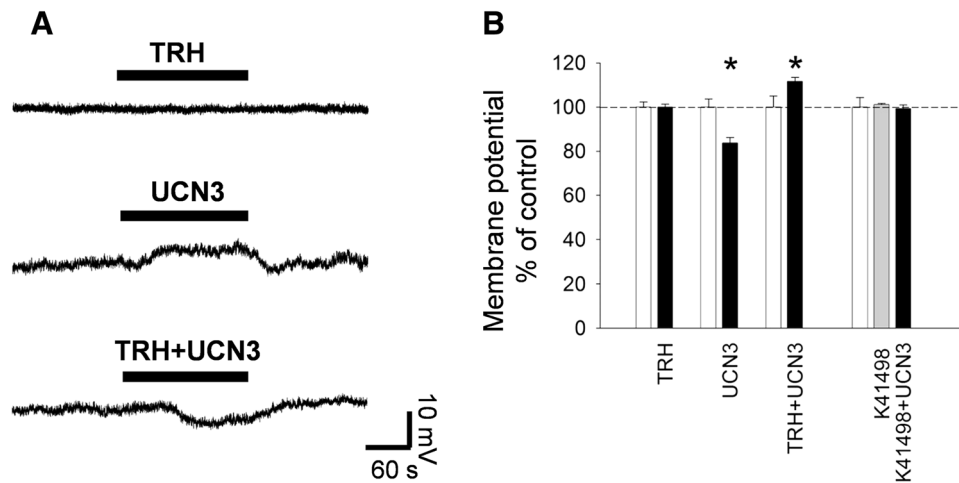 A
TRH
UCN3
TRH+UCN3
10 mV
60 s
B
Membrane potential
% of control
120
100
80
60
40
20
0
*
*
TRH
UCN3
TRH+UCN3
K41498
K41498+UCN3